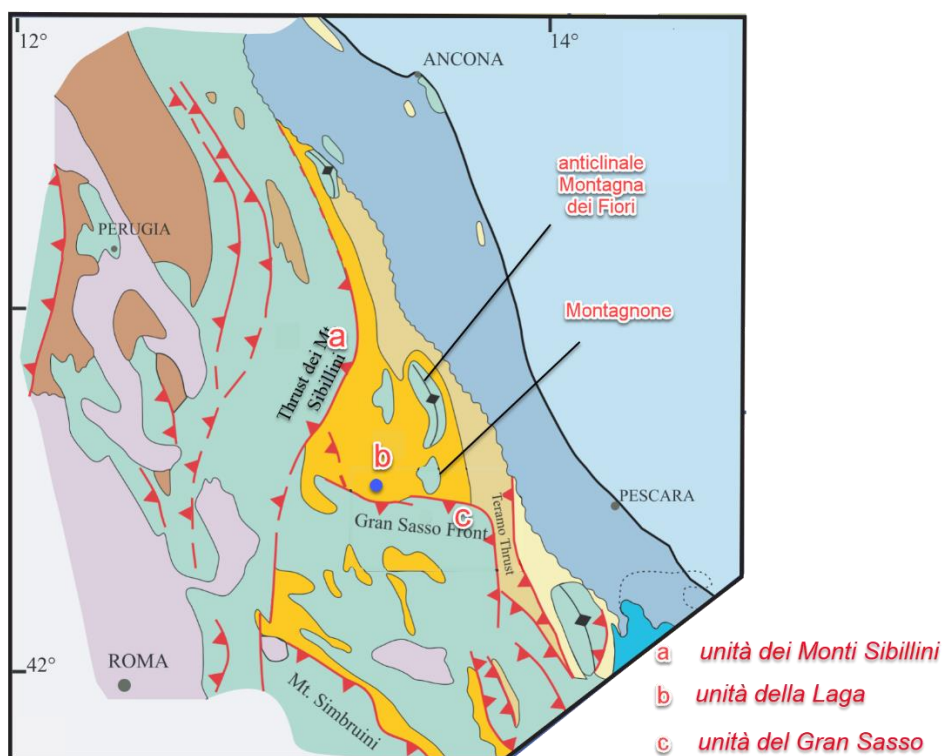 12°
14°
ANCONA
anticlinale
Montagna
dei Fiori
PERUGIA
Montagnone
a
Thrust dei Mt.
Sibillini
b
PESCARA
c
Gran Sasso Front
Teramo Thrust
42°
ROMA
Mt. Simbruini
a unità dei Monti Sibillini
b unità della Laga
c unità del Gran Sasso